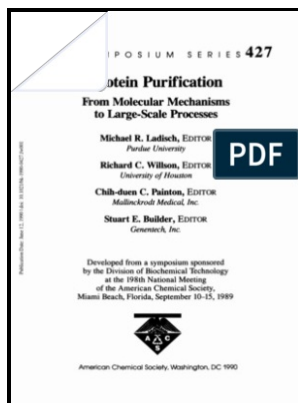 MPOSIUM SERIES 427
otein Purification
From Molecular Mechanisms
to Large-Scale Processes
Michael R. Ladisch, EDITOR
Purdue University
Richard C. Willson, EDITOR
University of Houston
Chih-duen C. Painton, EDITOR
Mallinckrodt Medical, Inc.
Stuart E. Builder, EDITOR
Genentech, Inc.
PDF
Developed from a symposium sponsored
by the Division of Biochemical Technology
at the 198th National Meeting
of the American Chemical Society,
Miami Beach, Florida, September 10–15, 1989
A C S
American Chemical Society, Washington, DC 1990